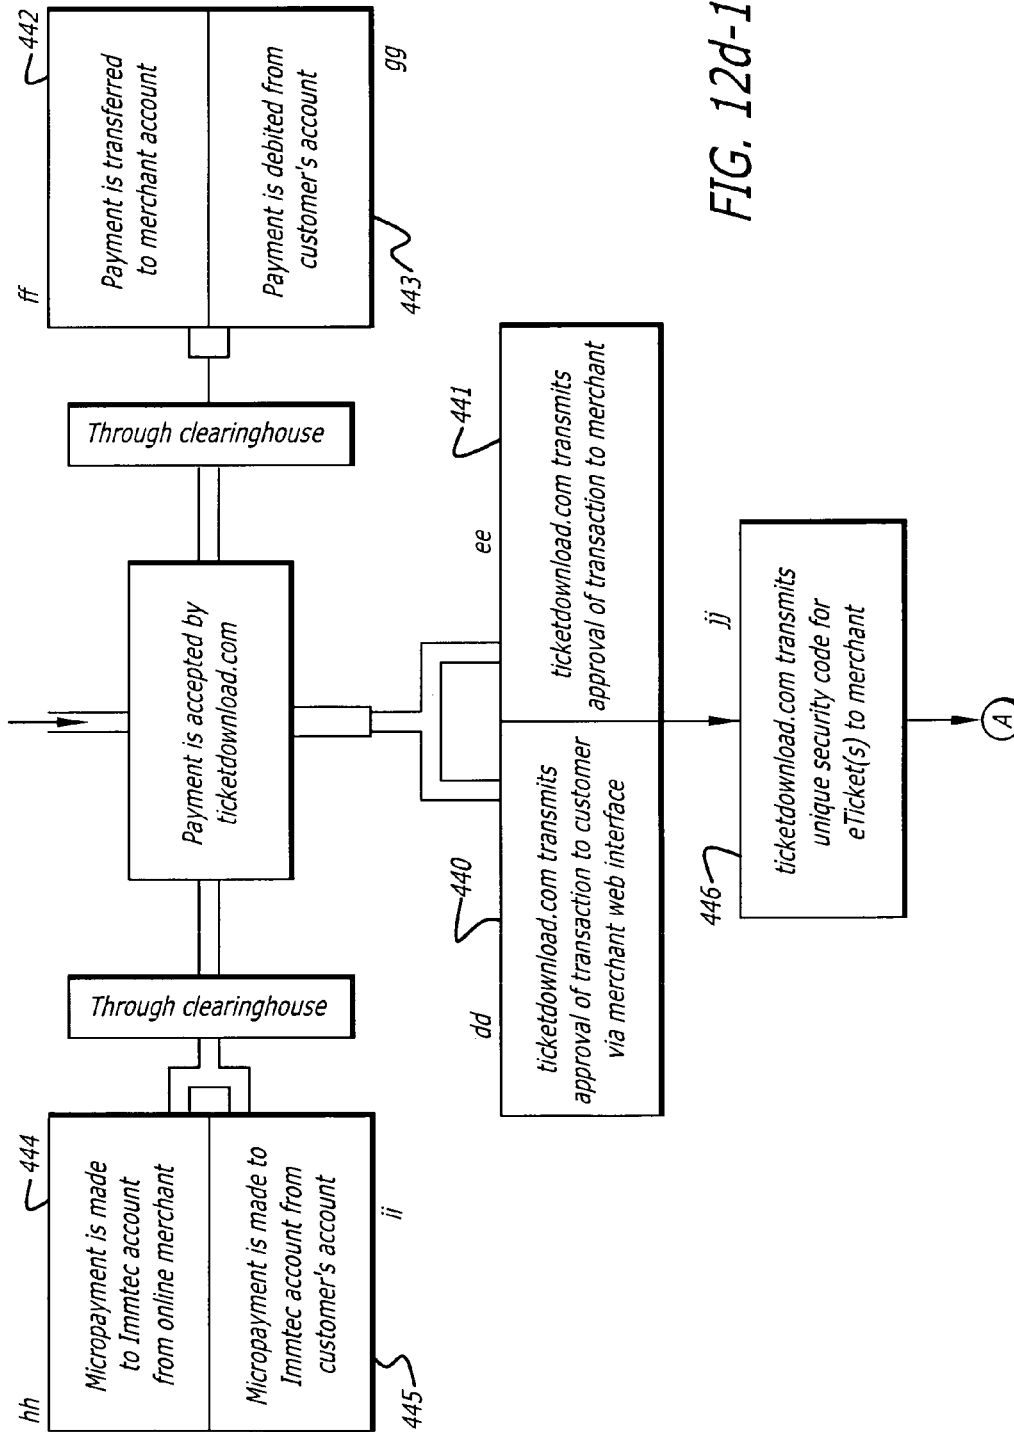 hh
444
Micropayment is made
to Immtec account
from online merchant
Micropayment is made to
Immtec account from
customer's account
445
ii
Through clearinghouse
Payment is accepted by
ticketdownload.com
Through clearinghouse
ff
442
Payment is transferred
to merchant account
Payment is debited from
customer's account
443
gg
dd
440
ticketdownload.com transmits
approval of transaction to customer
via merchant web interface
ee
441
ticketdownload.com transmits
approval of transaction to merchant
446
jj
ticketdownload.com transmits
unique security code for
eTicket(s) to merchant
A
FIG. 12d-1